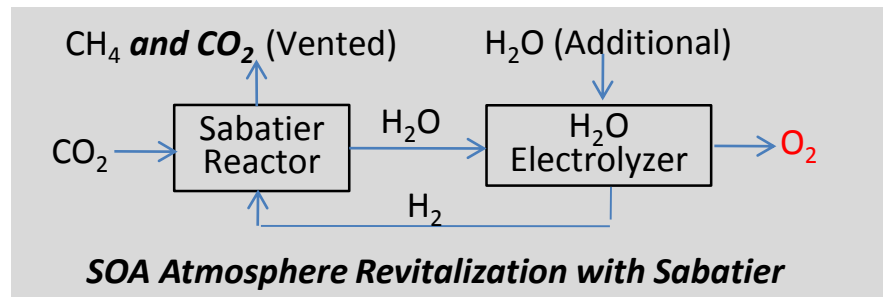 CH₄ and CO₂ (Vented)
H₂O (Additional)
CO₂
Sabatier
Reactor
H₂O
H₂O
Electrolyzer
O₂
H₂
SOA Atmosphere Revitalization with Sabatier